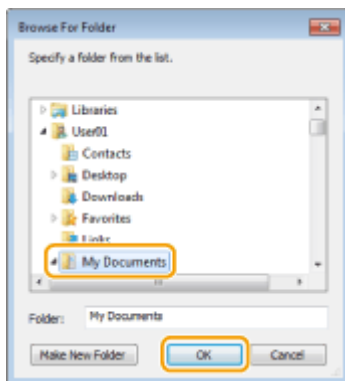 Browse For Folder
Specify a folder from the list.
Libraries
User01
Contacts
Desktop
Downloads
Favorites
Links
My Documents
Folder: My Documents
Make New Folder OK Cancel